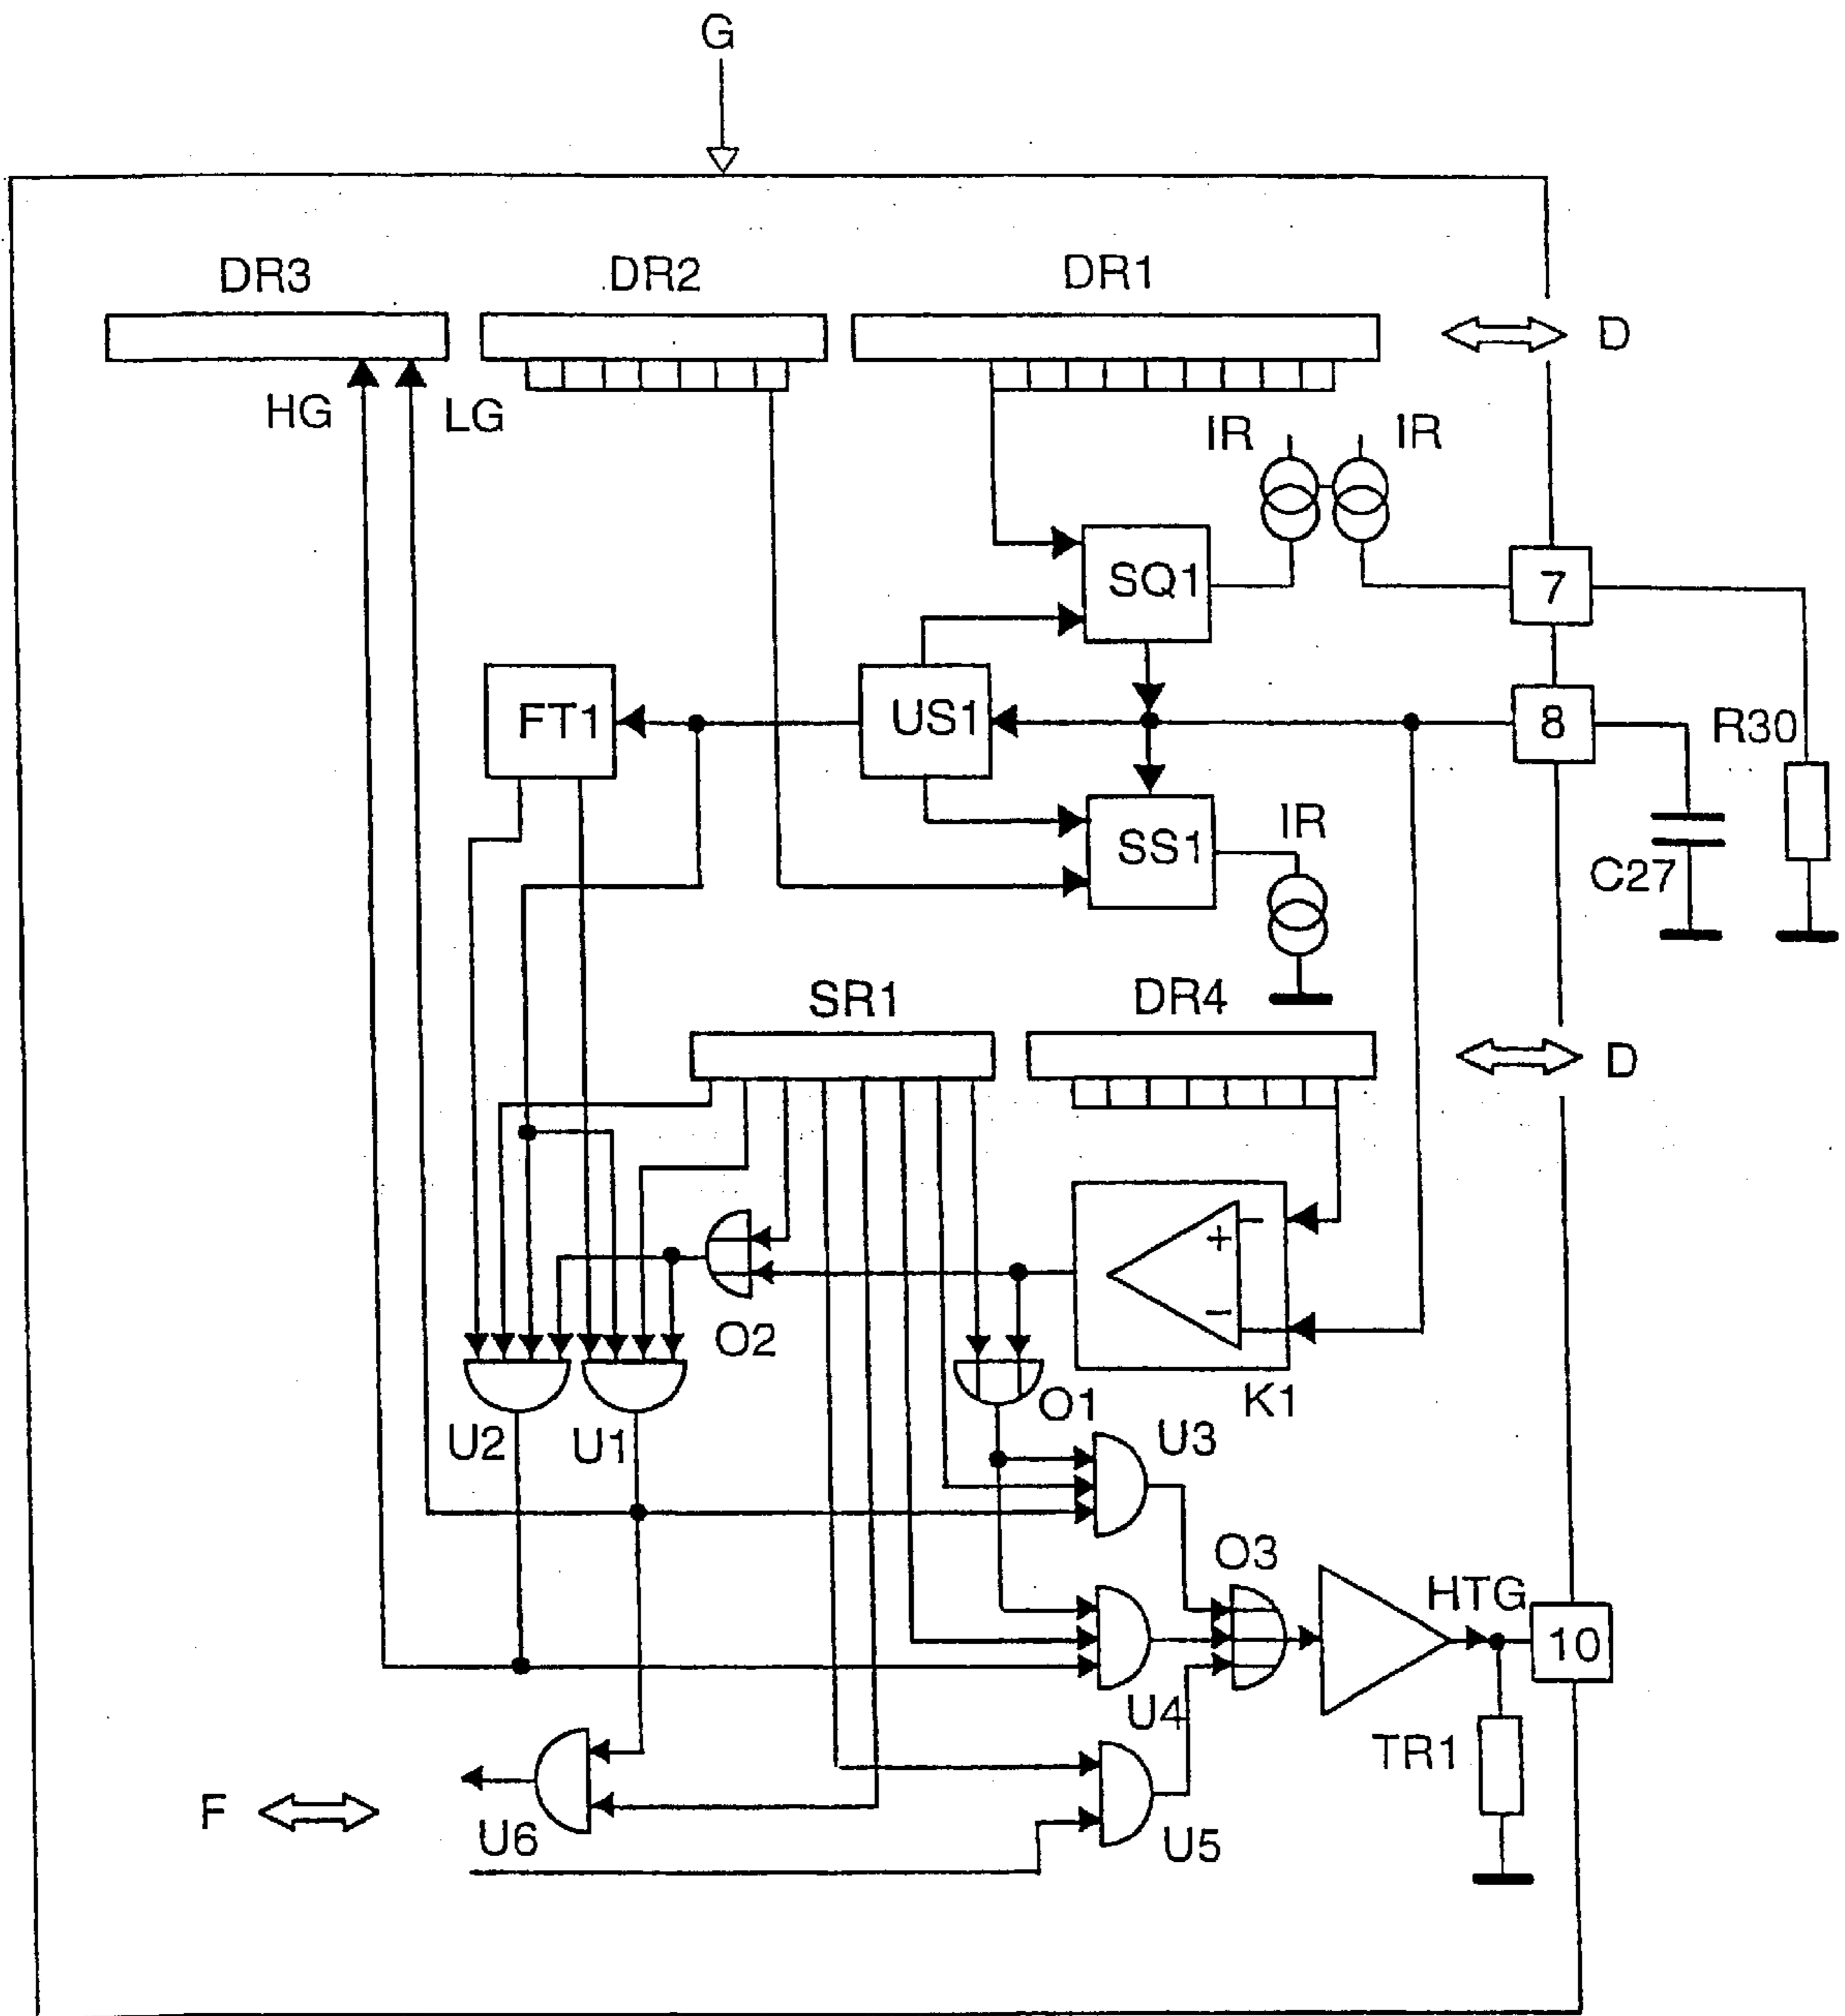 G
DR3 DR2 DR1
D
HG LG IR IR
SQ1 7
FT1 US1 8 R30
SS1 IR C27
SR1 DR4
D
+
−
O2 O1 K1
U2 U1 U3
O3 HTG
10
U4 TR1
F U6 U5